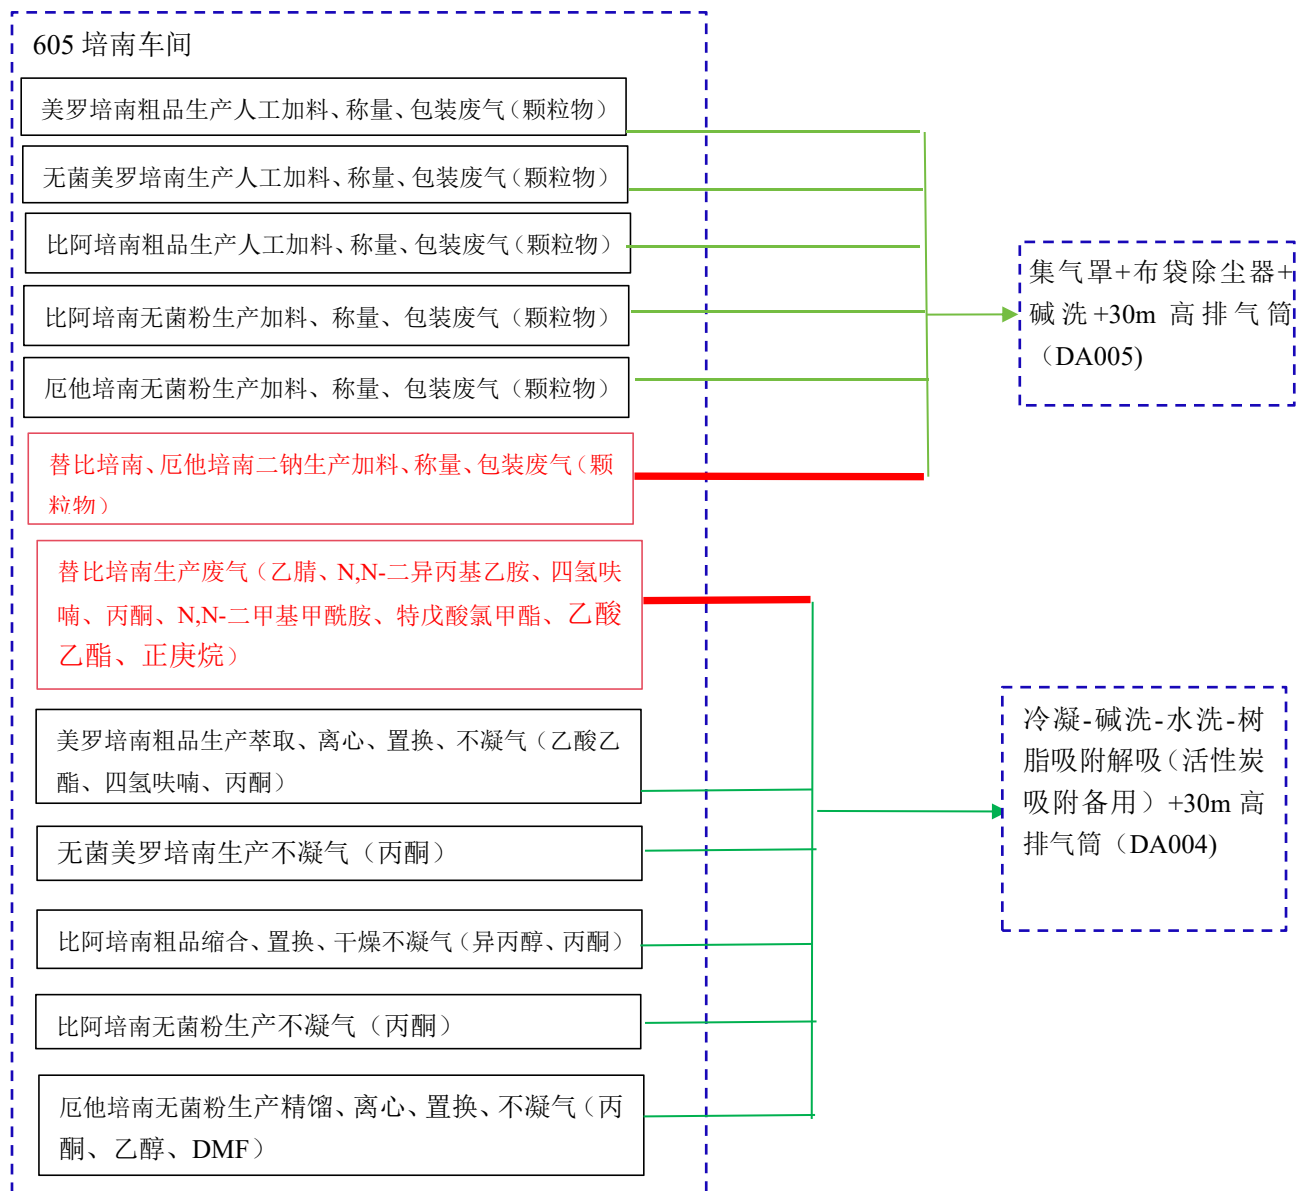 605 培南车间
美罗培南粗品生产人工加料、称量、包装废气（颗粒物）
无菌美罗培南生产人工加料、称量、包装废气（颗粒物）
比阿培南粗品生产人工加料、称量、包装废气（颗粒物）
比阿培南无菌粉生产加料、称量、包装废气（颗粒物）
厄他培南无菌粉生产加料、称量、包装废气（颗粒物）
替比培南、厄他培南二钠生产加料、称量、包装废气（颗
粒物）
替比培南生产废气（乙腈、N,N-二异丙基乙胺、四氢呋
喃、丙酮、N,N-二甲基甲酰胺、特戊酸氯甲酯、乙酸
乙酯、正庚烷）
美罗培南粗品生产萃取、离心、置换、不凝气（乙酸乙
酯、四氢呋喃、丙酮）
无菌美罗培南生产不凝气（丙酮）
比阿培南粗品缩合、置换、干燥不凝气（异丙醇、丙酮）
比阿培南无菌粉生产不凝气（丙酮）
厄他培南无菌粉生产精馏、离心、置换、不凝气（丙
酮、乙醇、DMF）
集气罩+布袋除尘器+
碱洗+30m 高排气筒
（DA005)
冷凝-碱洗-水洗-树
脂吸附解吸（活性炭
吸附备用）+30m 高
排气筒（DA004)